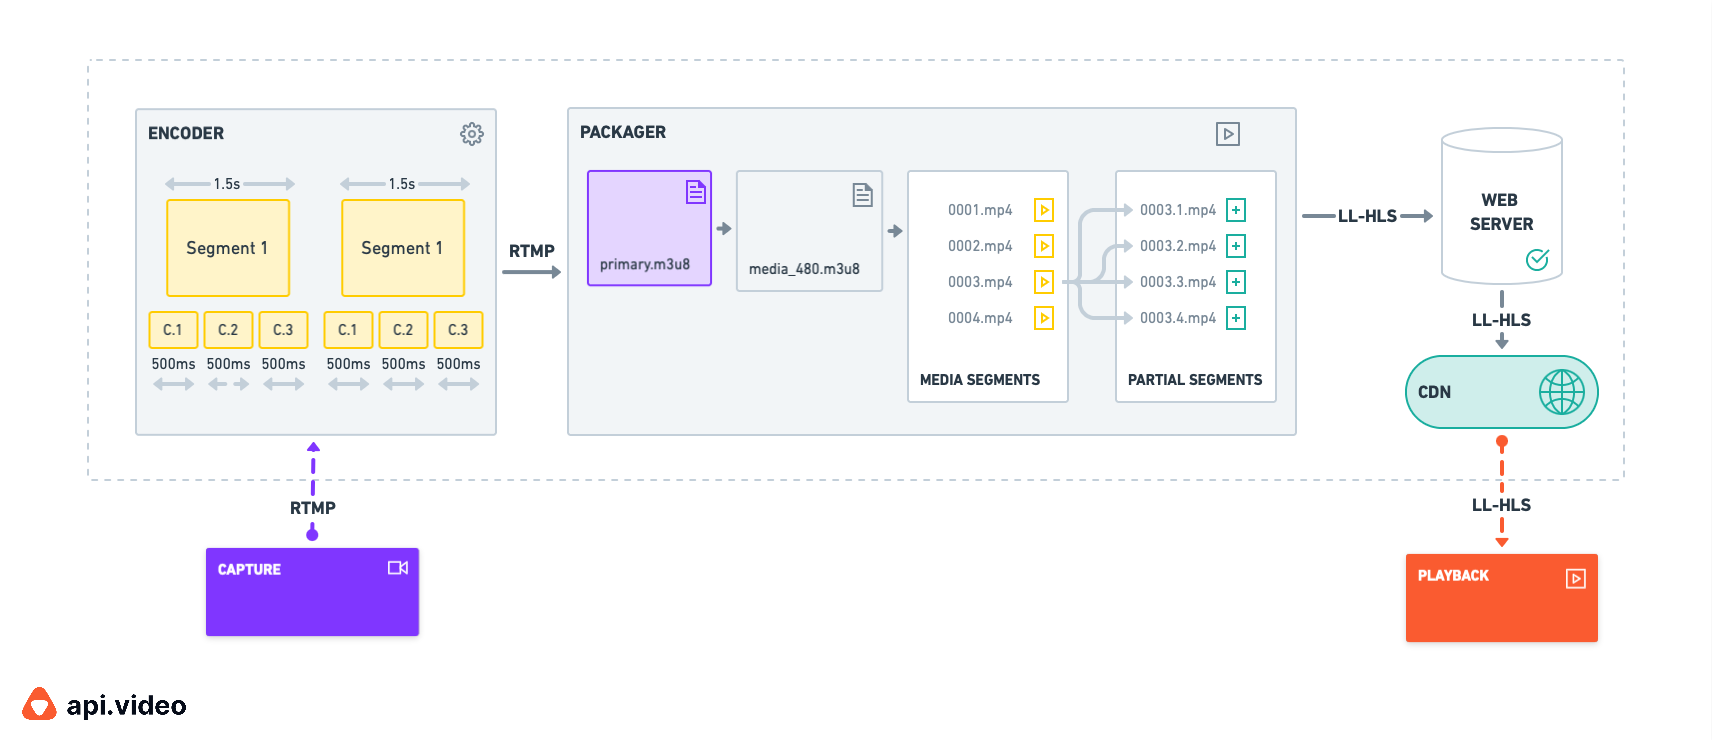 ENCODER
1.5s
1.5s
Segment 1
Segment 1
C.1
C.2
C.3
C.1
C.2
C.3
500ms
500ms
500ms
500ms
500ms
500ms
RTMP
PACKAGER
primary.m3u8
media_480.m3u8
0001.mp4
0002.mp4
0003.mp4
0004.mp4
MEDIA SEGMENTS
0003.1.mp4
0003.2.mp4
0003.3.mp4
0003.4.mp4
PARTIAL SEGMENTS
LL-HLS
WEB
SERVER
LL-HLS
CDN
RTMP
LL-HLS
CAPTURE
PLAYBACK
api.video